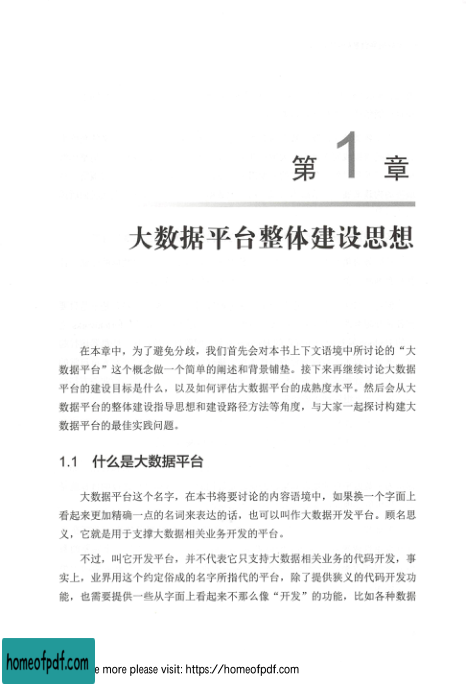 第 1 章
大数据平台整体建设思想
在本章中，为了避免分歧，我们首先会对本书上下文语境中所讨论的“大
数据平台”这个概念做一个简单的阐述和背景铺垫。接下来再继续讨论大数据
平台的建设目标是什么，以及如何评估大数据平台的成熟度水平。然后会从大
数据平台的整体建设指导思想和建设路径方法等角度，与大家一起探讨构建大
数据平台的最佳实践问题。
1.1 什么是大数据平台
大数据平台这个名字，在本书将要讨论的内容语境中，如果换一个字面上
看起来更加精确一点的名词来表达的话，也可以叫作大数据开发平台。顾名思
义，它就是用于支撑大数据相关业务开发的平台。
不过，叫它开发平台，并不代表它只支持大数据相关业务的代码开发，事
实上，业界用这个约定俗成的名字所指代的平台，除了提供狭义的代码开发功
能，也需要提供一些从字面上看起来不那么像“开发”的功能，比如各种数据
homeofpdf.com
e more please visit: https://homeofpdf.com